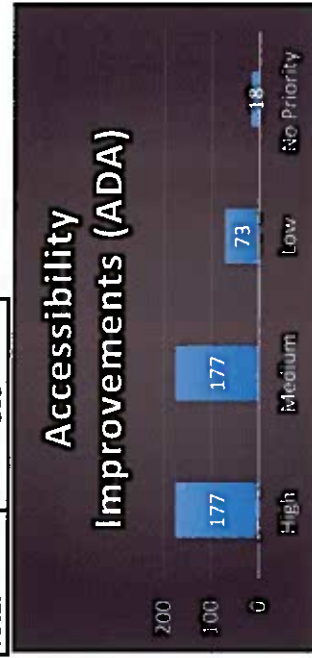 Accessibility
Improvements (ADA)
200
100
0
177
177
73
18
High
Medium
Low
No Priority